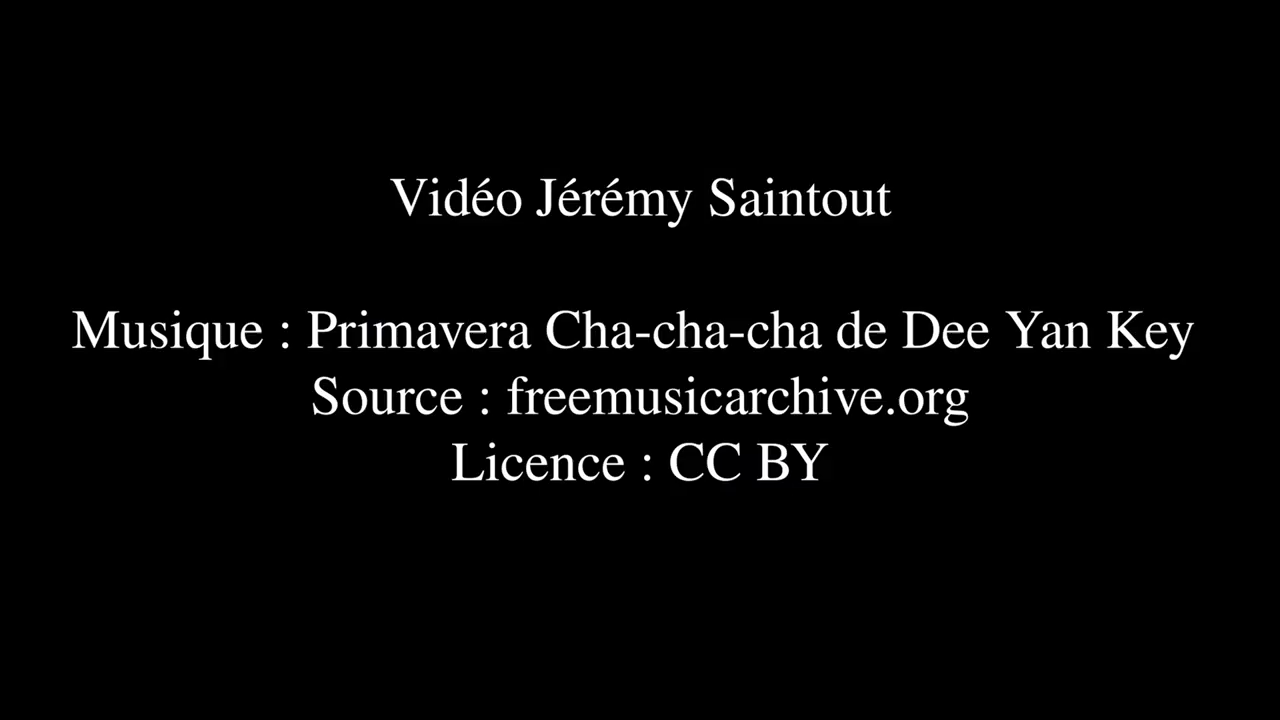 Vidéo Jérémy Saintout
Musique : Primavera Cha-cha-cha de Dee Yan Key
Source : freemusicarchive.org
Licence : CC BY